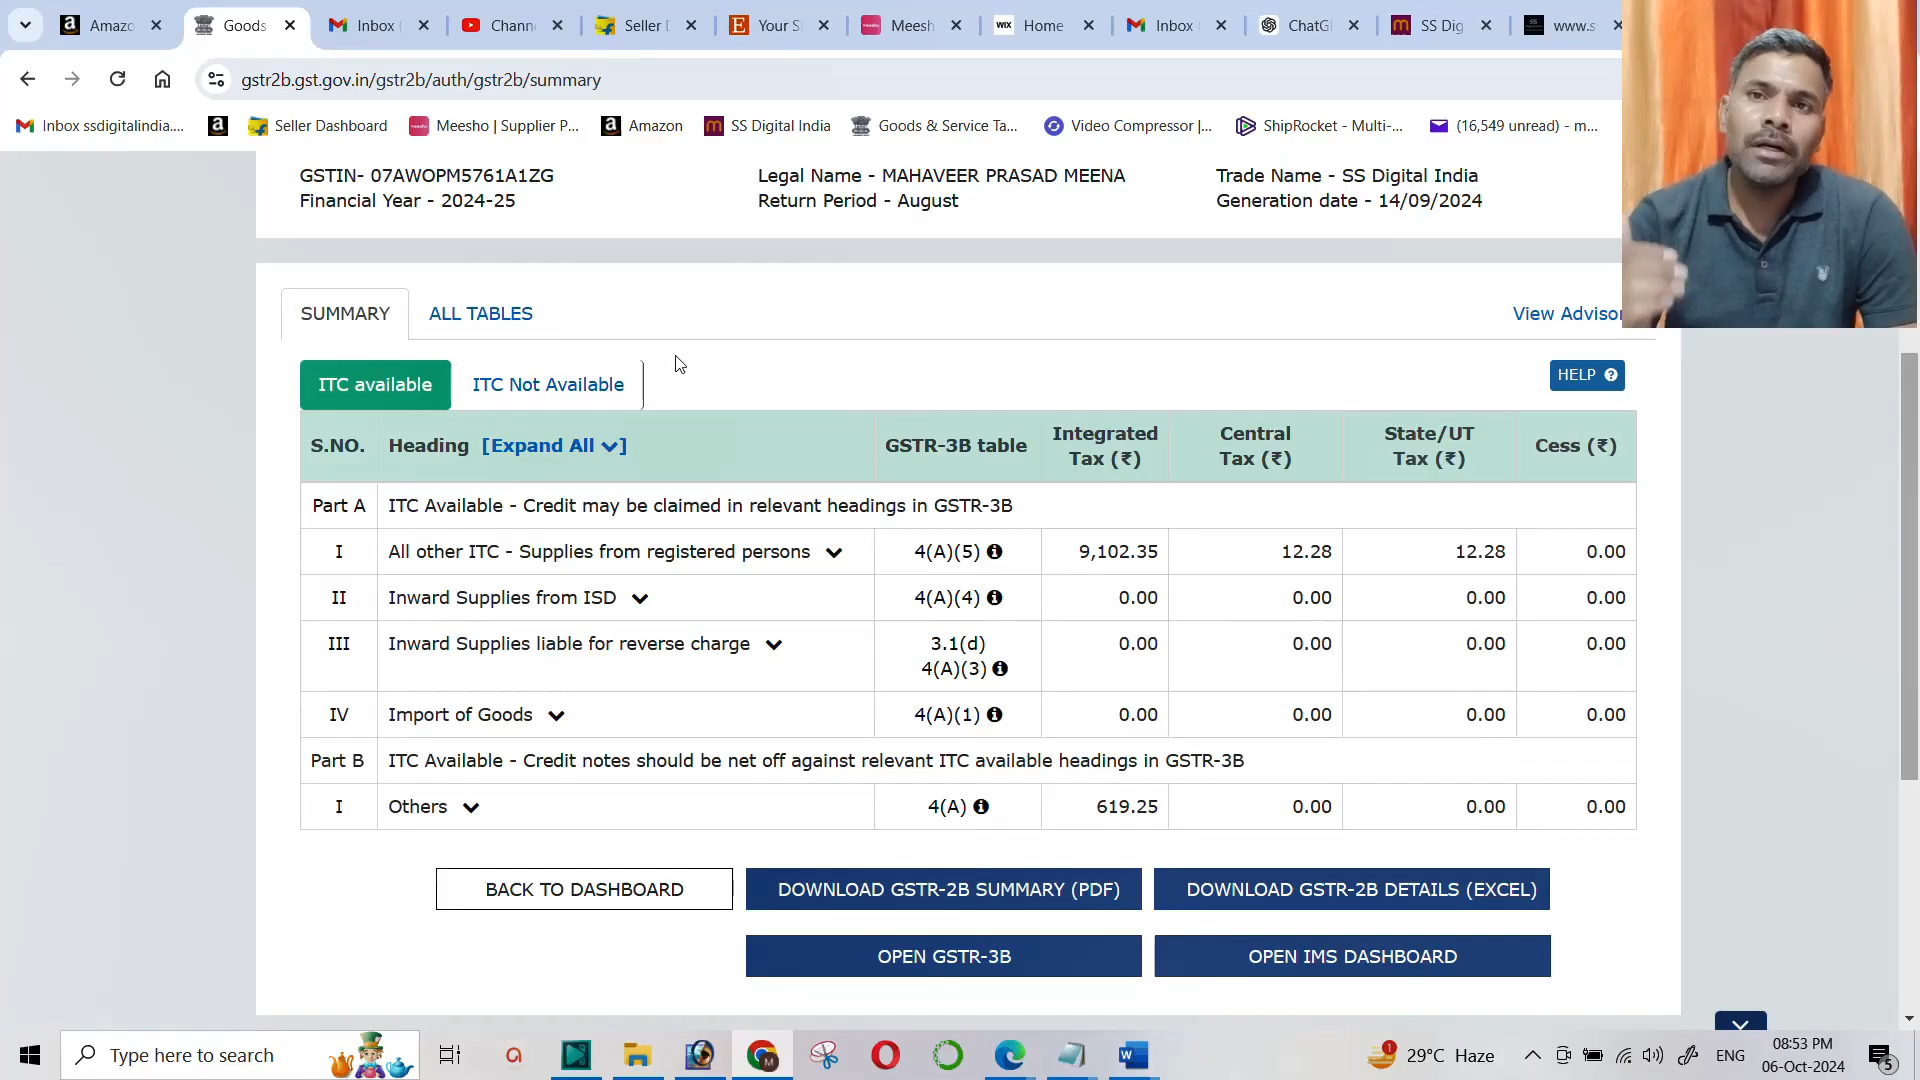 Amazo
Goods
Inbox (
Chann
Seller D
Your S
Meesh
WIX
Home
Inbox
ChatG
SS Dig
www.s
gstr2b.gst.gov.in/gstr2b/auth/gstr2b/summary
Inbox ssdigitalindia....
Seller Dashboard
Meesho | Supplier P...
Amazon
SS Digital India
Goods & Service Ta...
Video Compressor |...
ShipRocket - Multi-...
(16,549 unread) - m...
GSTIN- 07AWOPM5761A1ZG
Legal Name - MAHAVEER PRASAD MEENA
Trade Name - SS Digital India
Financial Year - 2024-25
Return Period - August
Generation date - 14/09/2024
SUMMARY
ALL TABLES
View Advisor
ITC available
ITC Not Available
HELP ?
S.NO. Heading [Expand All] GSTR-3B table Integrated Tax (₹) Central Tax (₹) State/UT Tax (₹) Cess (₹)
Part A ITC Available - Credit may be claimed in relevant headings in GSTR-3B
I All other ITC - Supplies from registered persons 4(A)(5) 9,102.35 12.28 12.28 0.00
II Inward Supplies from ISD 4(A)(4) 0.00 0.00 0.00 0.00
III Inward Supplies liable for reverse charge 3.1(d) 4(A)(3) 0.00 0.00 0.00 0.00
IV Import of Goods 4(A)(1) 0.00 0.00 0.00 0.00
Part B ITC Available - Credit notes should be net off against relevant ITC available headings in GSTR-3B
I Others 4(A) 619.25 0.00 0.00 0.00
BACK TO DASHBOARD
DOWNLOAD GSTR-2B SUMMARY (PDF)
DOWNLOAD GSTR-2B DETAILS (EXCEL)
OPEN GSTR-3B
OPEN IMS DASHBOARD
Type here to search
29°C Haze
ENG
08:53 PM
06-Oct-2024
5